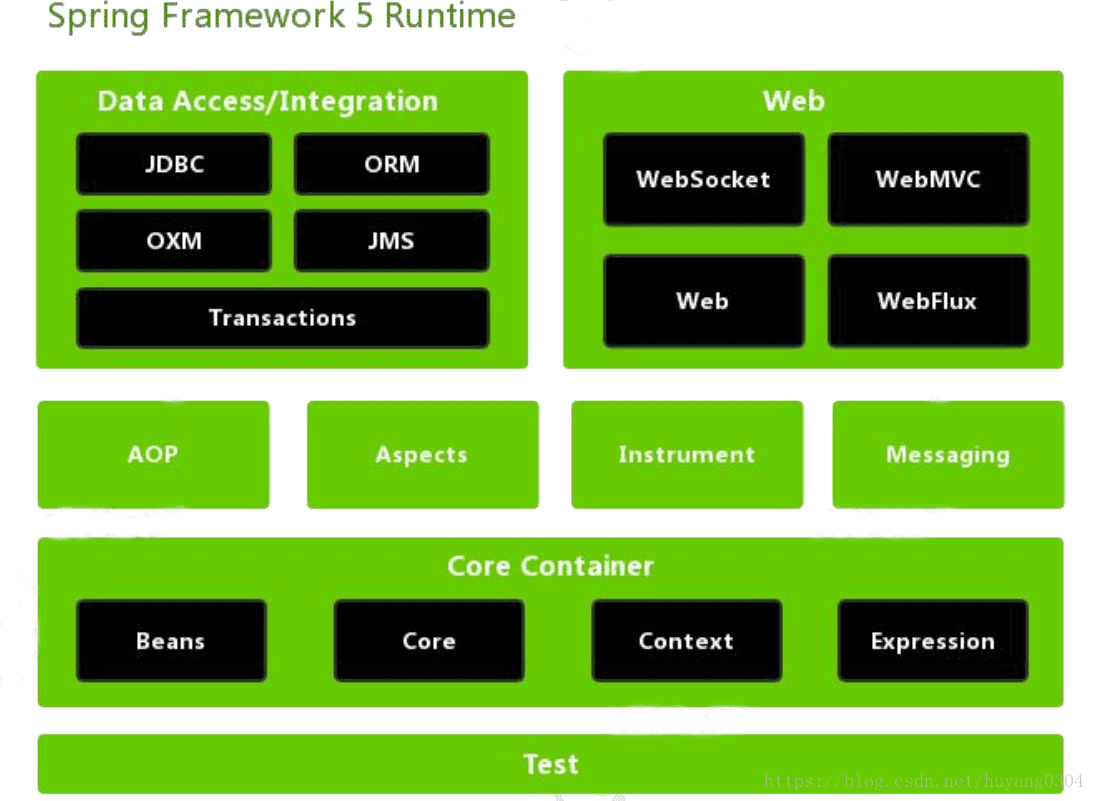 Spring Framework 5 Runtime
Data Access/Integration
JDBC
ORM
OXM
JMS
Transactions
Web
WebSocket
WebMVC
Web
WebFlux
AOP
Aspects
Instrument
Messaging
Core Container
Beans
Core
Context
Expression
Test
https://blog.csdn.net/huyang0304